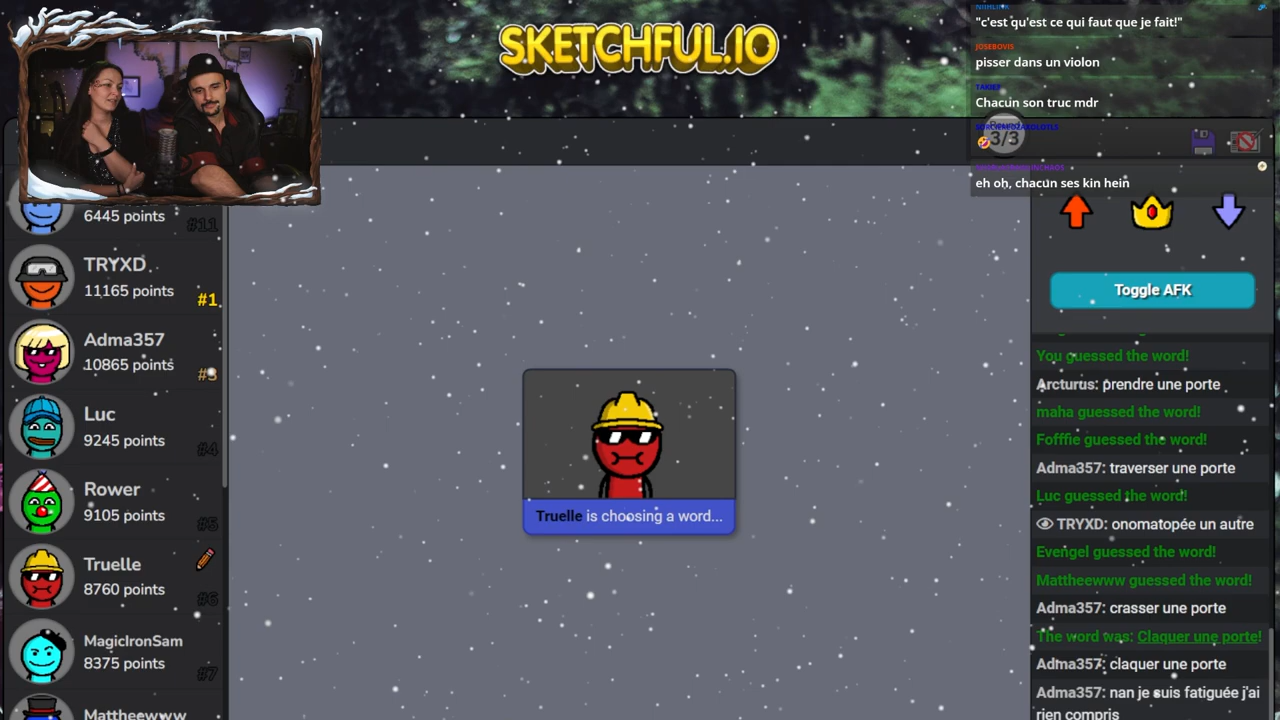 SKETCHFUL.IO
"c'est qu'est ce qui faut que je fait!"
JOSEBOVIS
pisser dans un violon
Chacun son truc mdr
3/3
eh oh, chacun ses kin hein
6445 points
#11
TRYXD
11165 points
#1
Adma357
10865 points
#3
Luc
9245 points
#4
Rower
9105 points
#5
Truelle
8760 points
#6
MagicIronSam
8375 points
#7
Mattheewww
Truelle is choosing a word...
Toggle AFK
You guessed the word!
Arcturus: prendre une porte
maha guessed the word!
Fofffie guessed the word!
Adma357: traverser une porte
Luc guessed the word!
TRYXD: onomatopée un autre
Evengel guessed the word!
Mattheewww guessed the word!
Adma357: crasser une porte
The word was: Claquer une porte!
Adma357: claquer une porte
Adma357: nan je suis fatiguée j'ai
rien compris